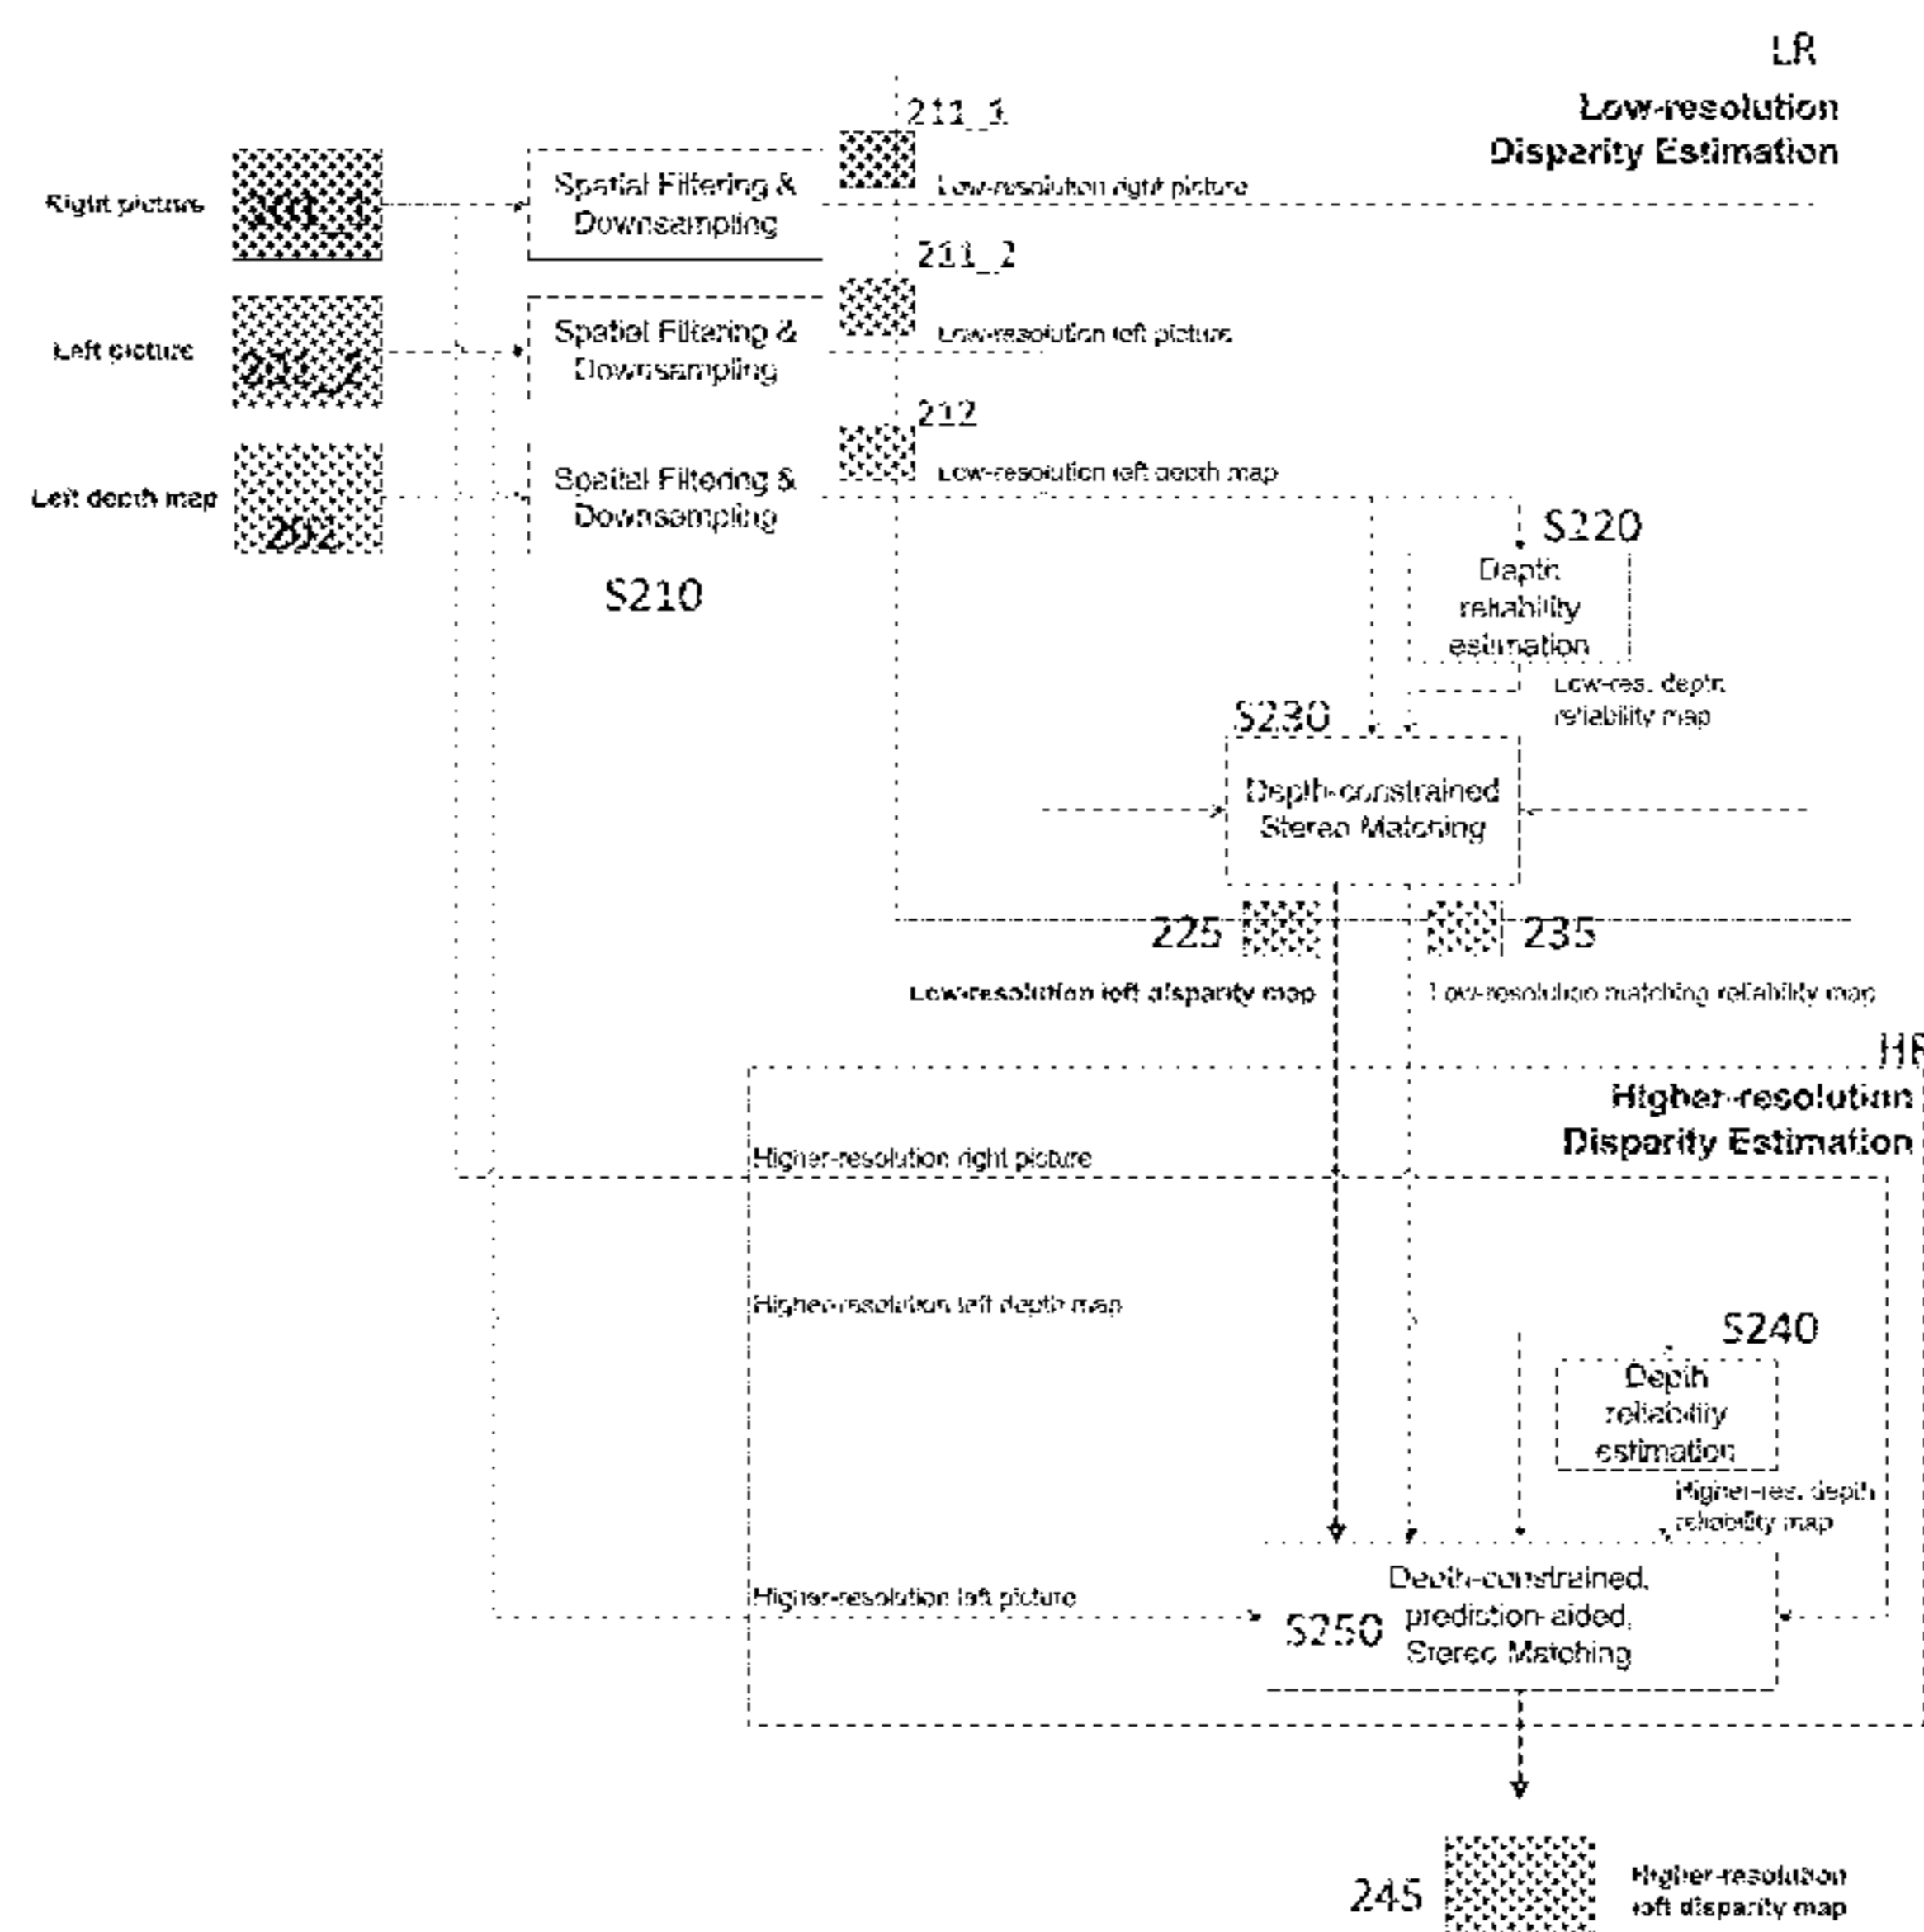 LR
Low-resolution
Disparity Estimation
211_1
Right picture
Spatial Filtering &
Downsampling
Low-resolution right picture
211_2
Left picture
Spatial Filtering &
Downsampling
Low-resolution left picture
212
Left depth map
202
Spatial Filtering &
Downsampling
Low-resolution left depth map
S210
S220
Depth
reliability
estimation
Low-res. depth
reliability map
S230
Depth-constrained
Stereo Matching
225
235
Low-resolution left disparity map
Low-resolution matching reliability map
Higher-resolution
Disparity Estimation
Higher-resolution right picture
Higher-resolution left depth map
S240
Depth
reliability
estimation
Higher-res. depth
reliability map
Higher-resolution left picture
S250
Depth-constrained,
prediction-aided,
Stereo Matching
245
Higher-resolution
left disparity map